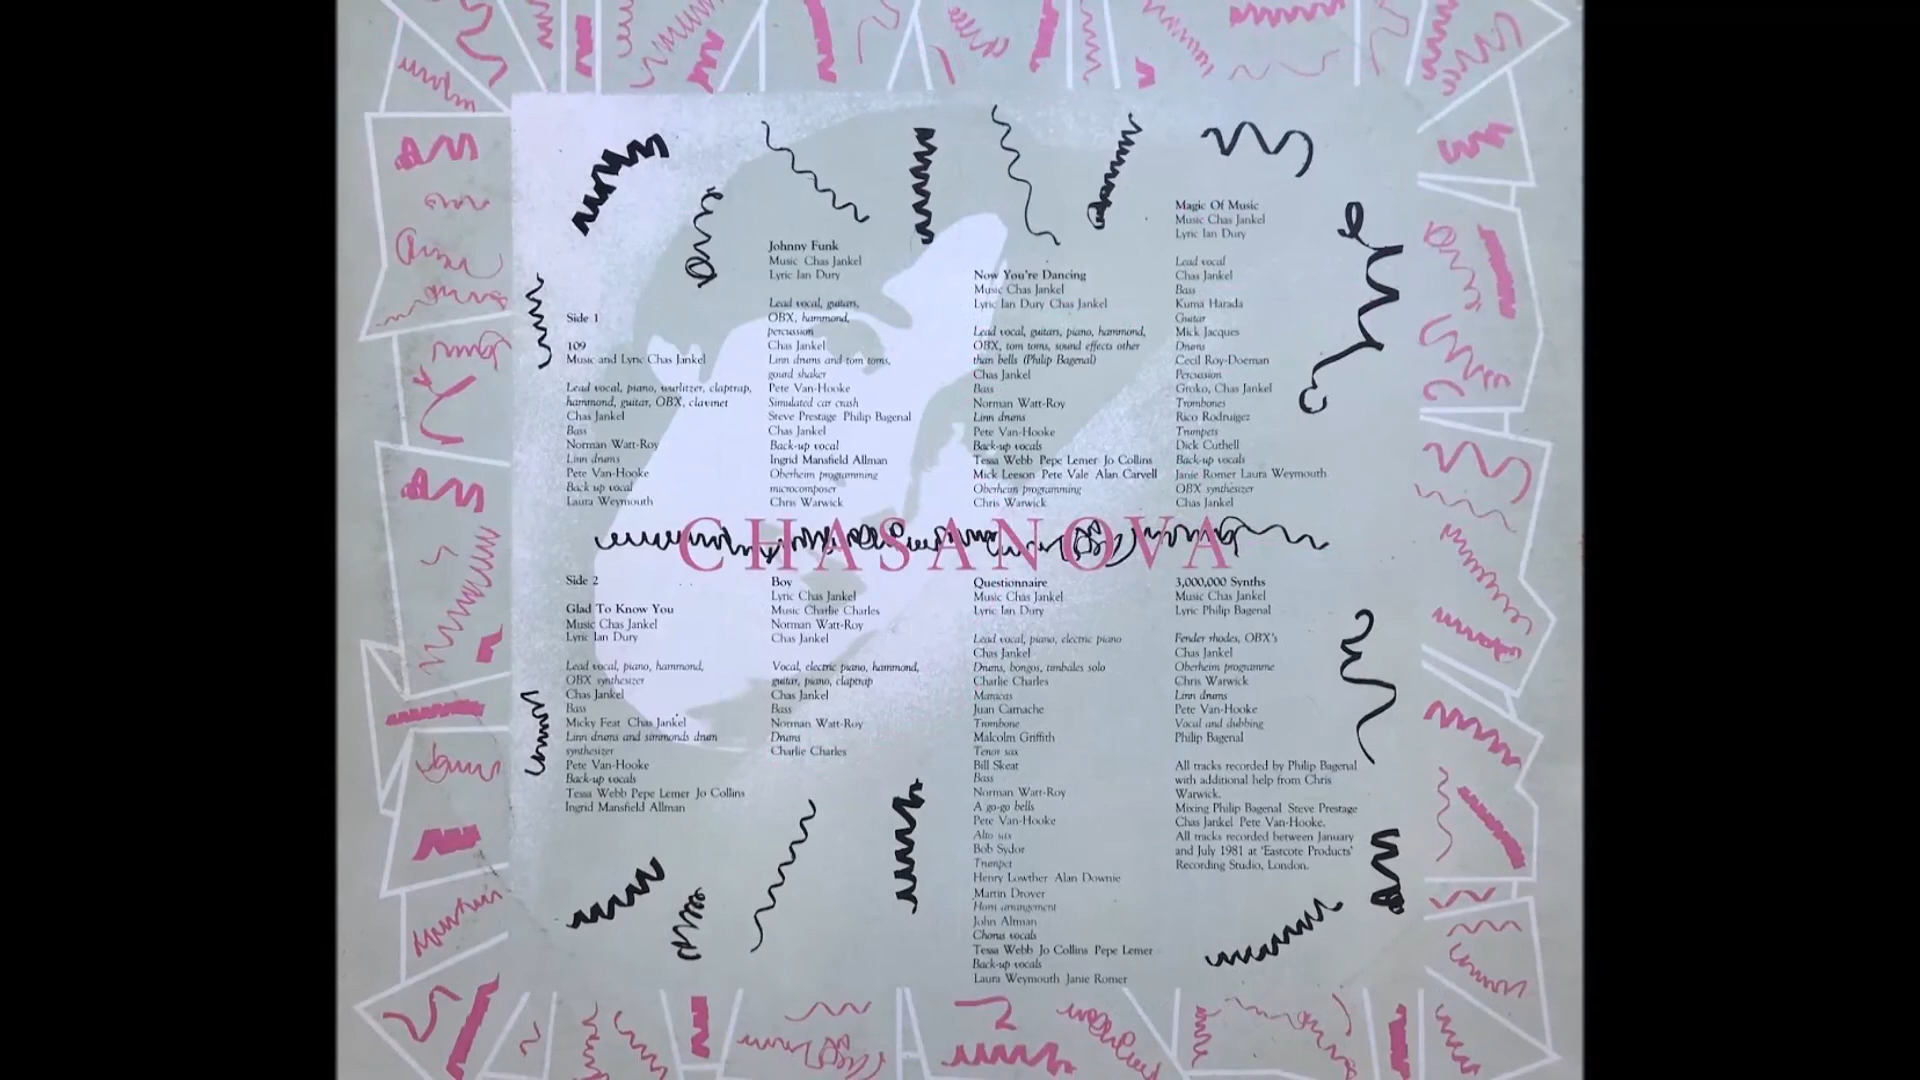 Side 1
109
Music and Lyric Chas Jankel
Lead vocal, piano, wurlitzer, claptrap,
hammond, guitar, OBX, clavinet
Chas Jankel
Bass
Norman Watt-Roy
Linn drums
Pete Van-Hooke
Back up vocal
Laura Weymouth
Johnny Funk
Music Chas Jankel
Lyric Ian Dury
Lead vocal, guitars,
OBX, hammond,
percussion
Chas Jankel
Linn drums and tom toms,
gourd shaker
Pete Van-Hooke
Simulated car crash
Steve Prestage Philip Bagenal
Chas Jankel
Back-up vocal
Ingrid Mansfield Allman
Oberheim programming
microcomposer
Chris Warwick
Now You're Dancing
Music Chas Jankel
Lyric Ian Dury Chas Jankel
Lead vocal, guitars, piano, hammond,
OBX, tom toms, sound effects other
than bells (Philip Bagenal)
Chas Jankel
Bass
Norman Watt-Roy
Linn drums
Pete Van-Hooke
Back-up vocals
Tessa Webb Pepe Lemer Jo Collins
Mick Leeson Pete Vale Alan Carvell
Oberheim programming
Chris Warwick
Magic Of Music
Music Chas Jankel
Lyric Ian Dury
Lead vocal
Chas Jankel
Bass
Kuma Harada
Guitar
Mick Jacques
Drums
Cecil Roy-Doeman
Percussion
Groko, Chas Jankel
Trombones
Rico Rodruigez
Trumpets
Dick Cuthell
Back-up vocals
Janie Romer Laura Weymouth
OBX synthesizer
Chas Jankel
CHASANOVA
Side 2
Glad To Know You
Music Chas Jankel
Lyric Ian Dury
Lead vocal, piano, hammond,
OBX synthesizer
Chas Jankel
Bass
Micky Feat Chas Jankel
Linn drums and simmonds drum
synthesizer
Pete Van-Hooke
Back-up vocals
Tessa Webb Pepe Lemer Jo Collins
Ingrid Mansfield Allman
Boy
Lyric Chas Jankel
Music Charlie Charles
Norman Watt-Roy
Chas Jankel
Vocal, electric piano, hammond,
guitar, piano, claptrap
Chas Jankel
Bass
Norman Watt-Roy
Drums
Charlie Charles
Questionnaire
Music Chas Jankel
Lyric Ian Dury
Lead vocal, piano, electric piano
Chas Jankel
Drums, bongos, timbales solo
Charlie Charles
Maracas
Juan Camache
Trombone
Malcolm Griffith
Tenor sax
Bill Skeat
Bass
Norman Watt-Roy
A go-go bells
Pete Van-Hooke
Alto sax
Bob Sydor
Trumpet
Henry Lowther Alan Downie
Martin Drover
Horn arrangement
John Altman
Chorus vocals
Tessa Webb Jo Collins Pepe Lemer
Back-up vocals
Laura Weymouth Janie Romer
3,000,000 Synths
Music Chas Jankel
Lyric Philip Bagenal
Fender rhodes, OBX's
Chas Jankel
Oberheim programme
Chris Warwick
Linn drums
Pete Van-Hooke
Vocal and dubbing
Philip Bagenal
All tracks recorded by Philip Bagenal
with additional help from Chris
Warwick.
Mixing Philip Bagenal Steve Prestage
Chas Jankel Pete Van-Hooke.
All tracks recorded between January
and July 1981 at 'Eastcote Products'
Recording Studio, London.